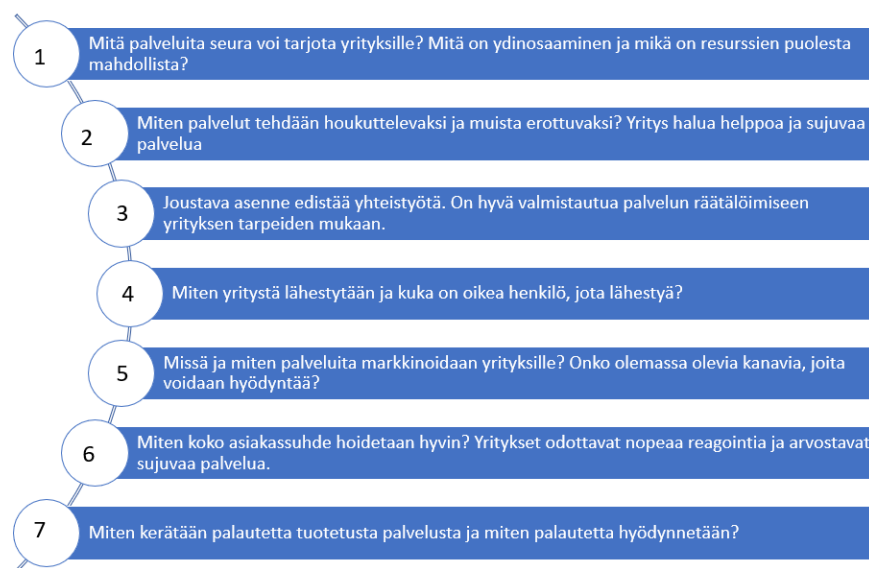 1
Mitä palveluita seura voi tarjota yrityksille? Mitä on ydinosaaminen ja mikä on resurssien puolesta
mahdollista?
2
Miten palvelut tehdään houkuttelevaksi ja muista erottuvaksi? Yritys halua helppoa ja sujuvaa
palvelua
3
Joustava asenne edistää yhteistyötä. On hyvä valmistautua palvelun räätälöimiseen
yrityksen tarpeiden mukaan.
4
Miten yritystä lähestytään ja kuka on oikea henkilö, jota lähestyä?
5
Missä ja miten palveluita markkinoidaan yrityksille? Onko olemassa olevia kanavia, joita
voidaan hyödyntää?
6
Miten koko asiakassuhde hoidetaan hyvin? Yritykset odottavat nopeaa reagointia ja arvostavat
sujuvaa palvelua.
7
Miten kerätään palautetta tuotetusta palvelusta ja miten palautetta hyödynnetään?